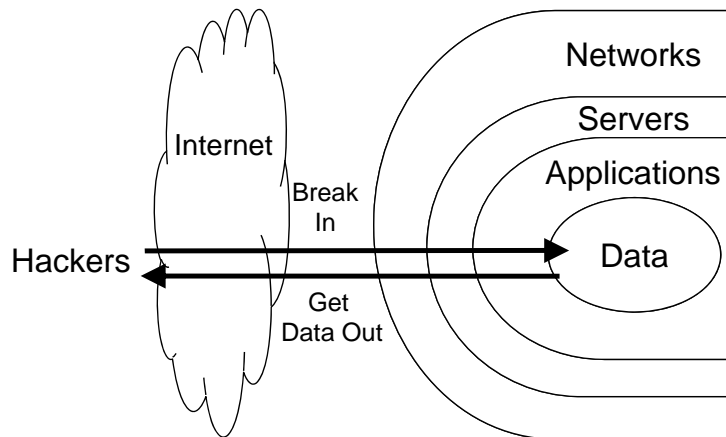 Networks
Servers
Internet
Applications
Break
In
Hackers
Data
Get
Data Out